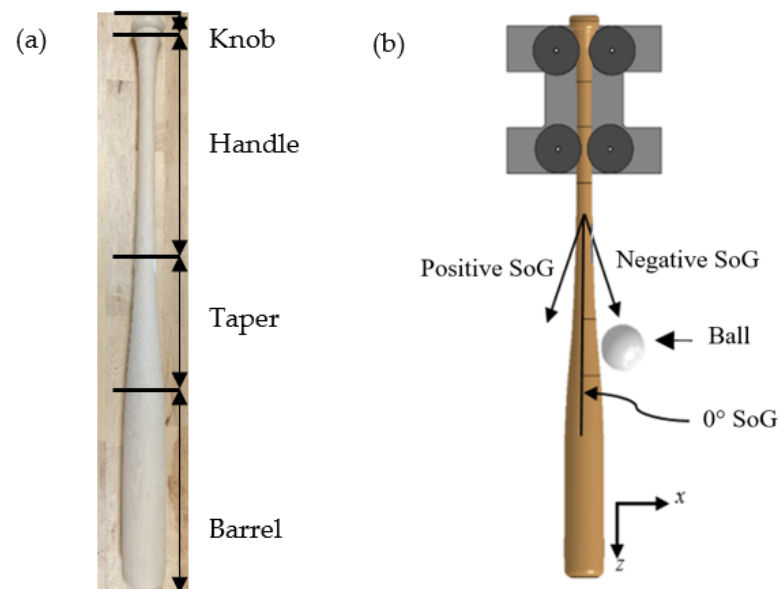 (a)
Knob
Handle
Taper
Barrel
(b)
Positive SoG
Negative SoG
Ball
0° SoG
x
z